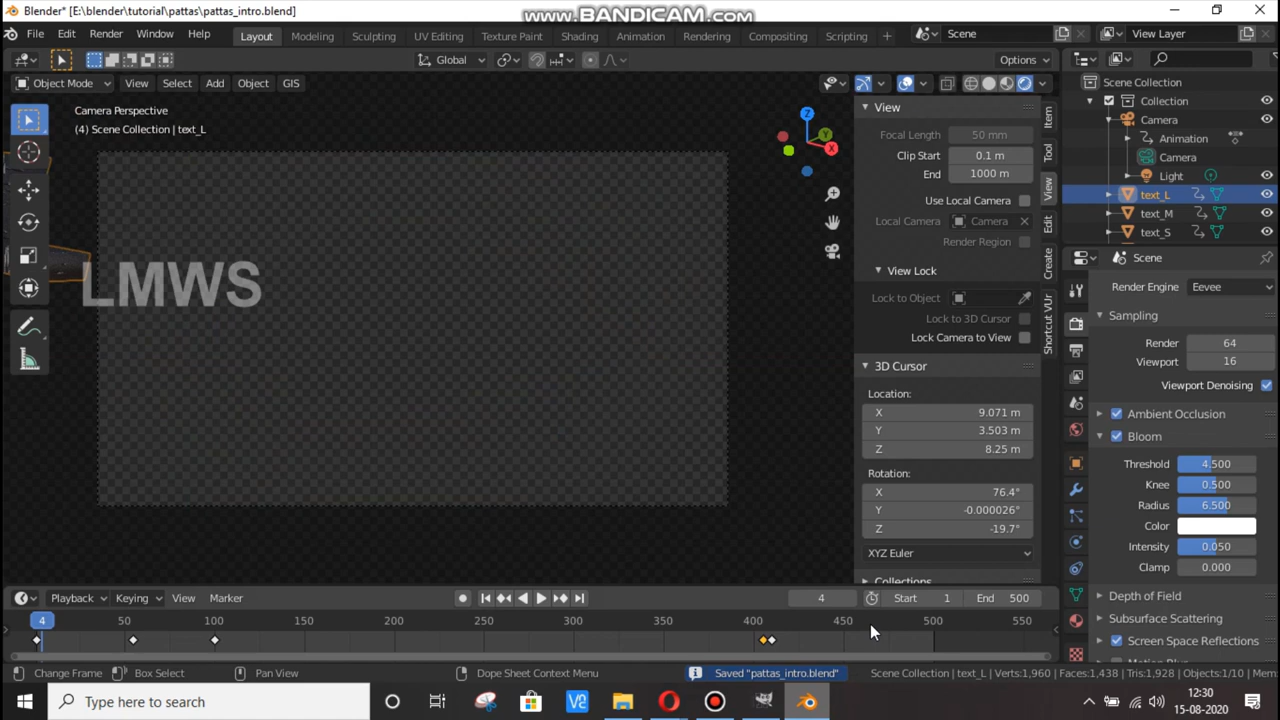 Blender* [E:\blender\tutorial\pattas\pattas_intro.blend]
www.BANDICAM.com
File Edit Render Window Help Layout Modeling Sculpting UV Editing Texture Paint Shading Animation Rendering Compositing Scripting + Scene View Layer
Global Options
Object Mode View Select Add Object GIS
Camera Perspective
(4) Scene Collection | text_L
LMWS
Z
Y
X
View
Focal Length 50 mm
Clip Start 0.1 m
End 1000 m
Use Local Camera
Local Camera Camera
Render Region
View Lock
Lock to Object
Lock to 3D Cursor
Lock Camera to View
3D Cursor
Location:
X 9.071 m
Y 3.503 m
Z 8.25 m
Rotation:
X 76.4°
Y -0.000026°
Z -19.7°
XYZ Euler
Collections
Item
Tool
View
Edit
Create
Shortcut VUr
Scene Collection
Collection
Camera
Animation
Camera
Light
text_L
text_M
text_S
Scene
Render Engine Eevee
Sampling
Render 64
Viewport 16
Viewport Denoising
Ambient Occlusion
Bloom
Threshold 4.500
Knee 0.500
Radius 6.500
Color
Intensity 0.050
Clamp 0.000
Depth of Field
Subsurface Scattering
Screen Space Reflections
Playback Keying View Marker 4 Start 1 End 500
4 50 100 150 200 250 300 350 400 450 500 550
Change Frame Box Select Pan View Dope Sheet Context Menu Saved "pattas_intro.blend" Scene Collection | text_L | Verts:1,960 | Faces:1,438 | Tris:1,928 | Objects:1/10 | Mem
Type here to search
12:30
15-08-2020